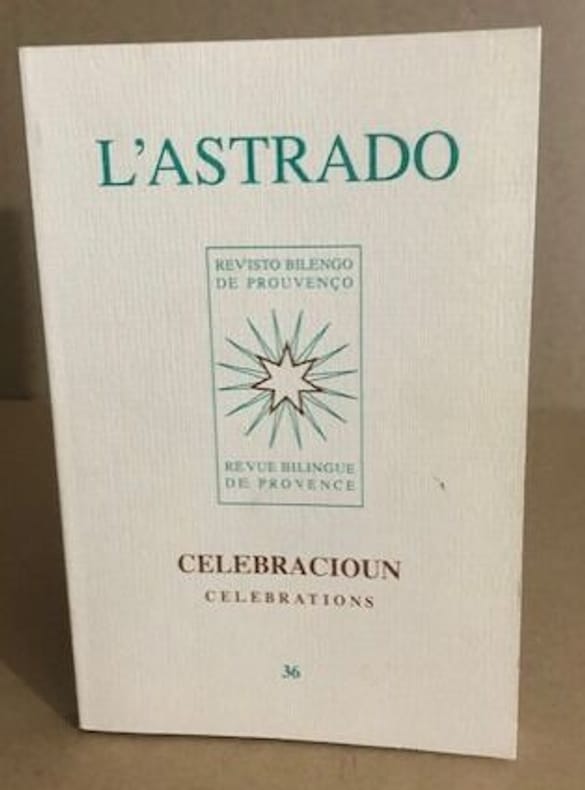 L'ASTRADO
REVISTO BILENGO
DE PROUVENÇO
REVUE BILINGUE
DE PROVENCE
CELEBRACIOUN
CELEBRATIONS
36